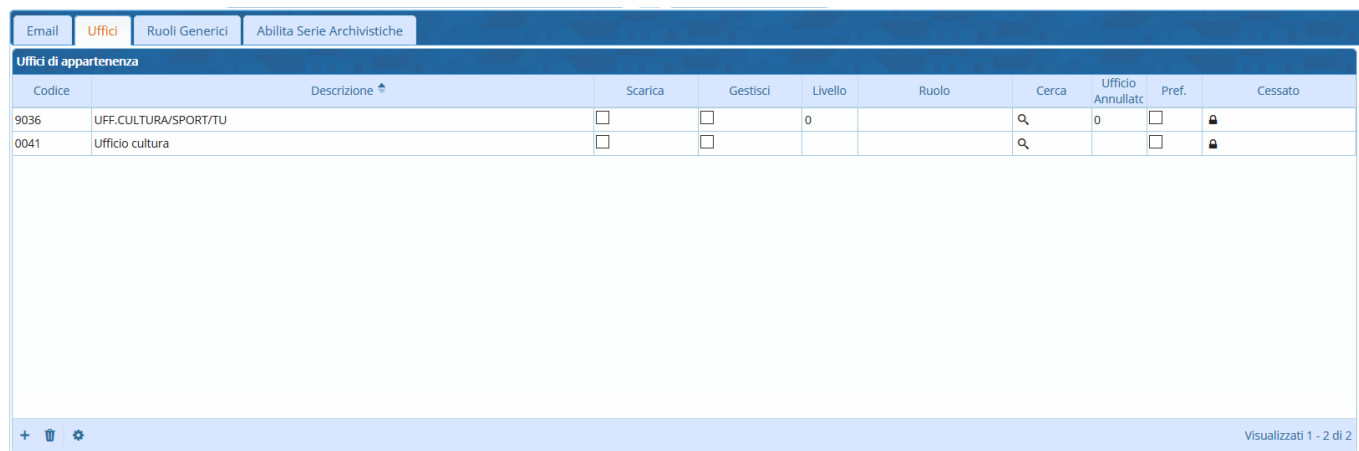 Email Uffici Ruoli Generici Abilita Serie Archivistiche
Uffici di appartenenza
Codice Descrizione Scarica Gestisci Livello Ruolo Cerca Ufficio Annullatc Pref. Cessato
9036 UFF.CULTURA/SPORT/TU 0 0
0041 Ufficio cultura
Visualizzati 1 - 2 di 2